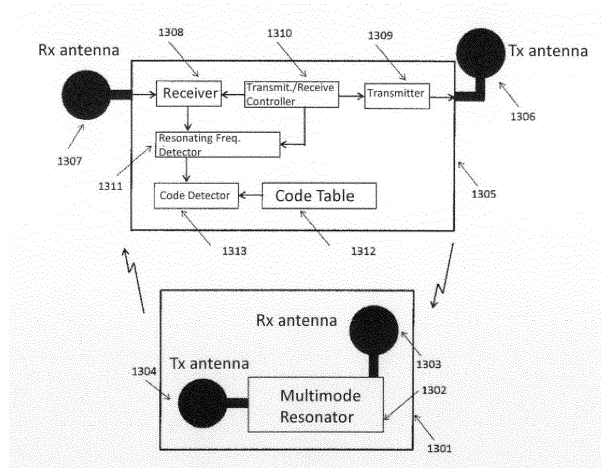 1308
1310
1309
Rx antenna
Tx antenna
Receiver
Transmit./Receive
Controller
Transmitter
1307
1306
Resonating Freq.
Detector
1311
1305
Code Detector
Code Table
1313
1312
Rx antenna
1303
Tx antenna
1304
Multimode
Resonator
1302
1301